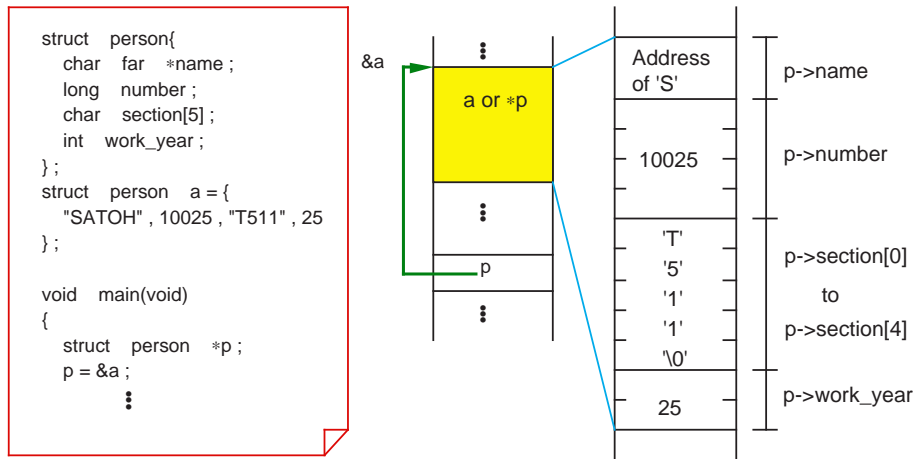 struct person{
char far *name ;
long number ;
char section[5] ;
int work_year ;
} ;
struct person a = {
"SATOH" , 10025 , "T511" , 25
} ;
void main(void)
{
struct person *p ;
p = &a ;
&a
a or *p
p
Address
of 'S'
10025
'T'
'5'
'1'
'1'
'\0'
25
p->name
p->number
p->section[0]
to
p->section[4]
p->work_year